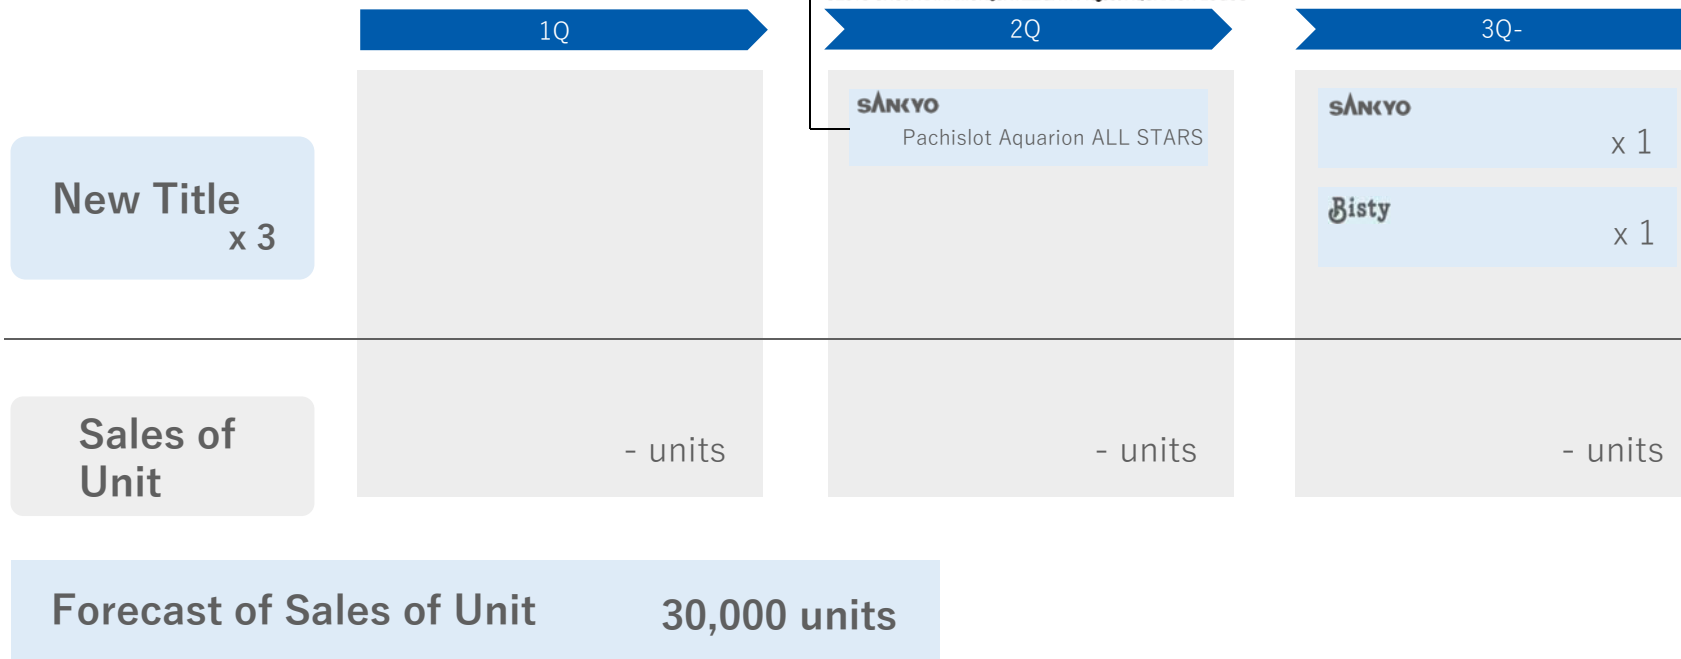 1Q
2Q
3Q-
SANKYO
Pachislot Aquarion ALL STARS
SANKYO
x 1
Bisty
x 1
New Title
x 3
Sales of
Unit
- units
- units
- units
Forecast of Sales of Unit
30,000 units